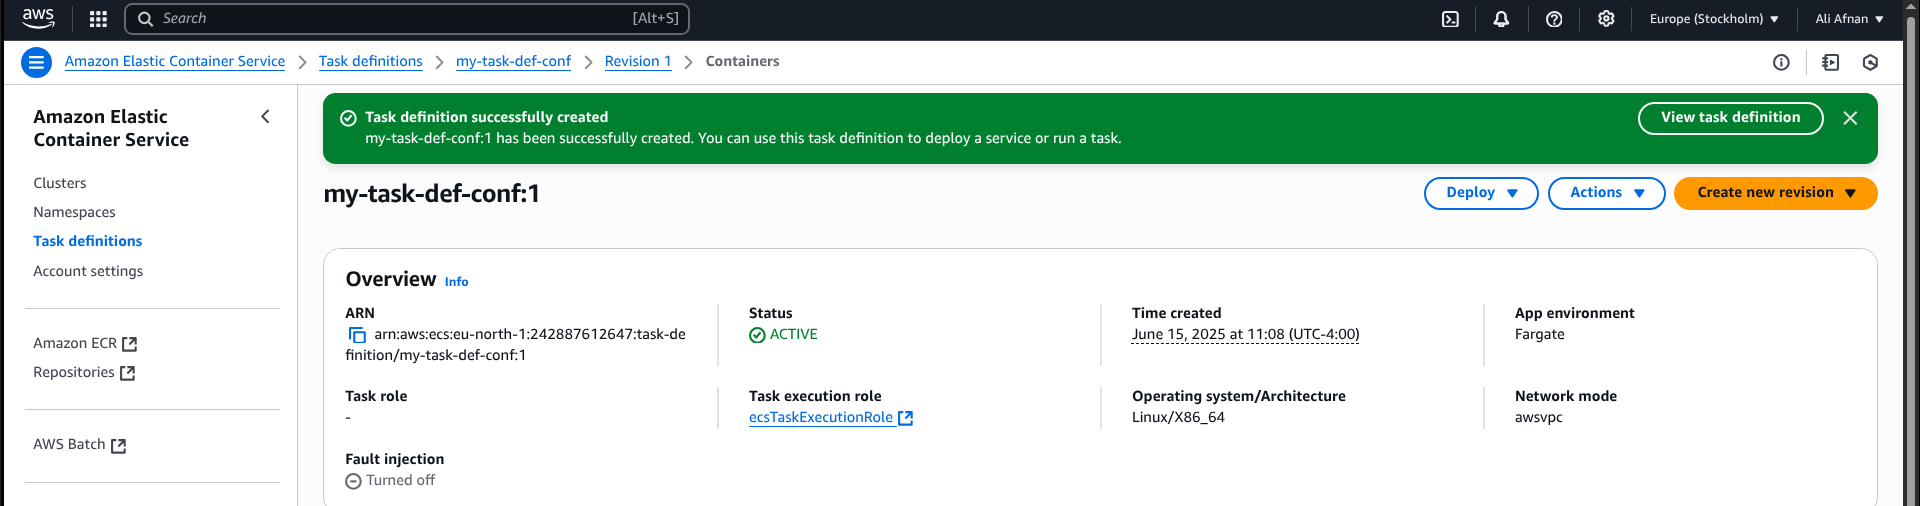 aws
Search [Alt+S]
Europe (Stockholm) Ali Afnan
Amazon Elastic Container Service Task definitions my-task-def-conf Revision 1 Containers
Amazon Elastic
Container Service
Clusters
Namespaces
Task definitions
Account settings
Amazon ECR
Repositories
AWS Batch
Task definition successfully created
my-task-def-conf:1 has been successfully created. You can use this task definition to deploy a service or run a task.
View task definition
my-task-def-conf:1
Deploy Actions Create new revision
Overview Info
ARN
arn:aws:ecs:eu-north-1:242887612647:task-de
finition/my-task-def-conf:1
Status
ACTIVE
Time created
June 15, 2025 at 11:08 (UTC-4:00)
App environment
Fargate
Task role
-
Task execution role
ecsTaskExecutionRole
Operating system/Architecture
Linux/X86_64
Network mode
awsvpc
Fault injection
Turned off